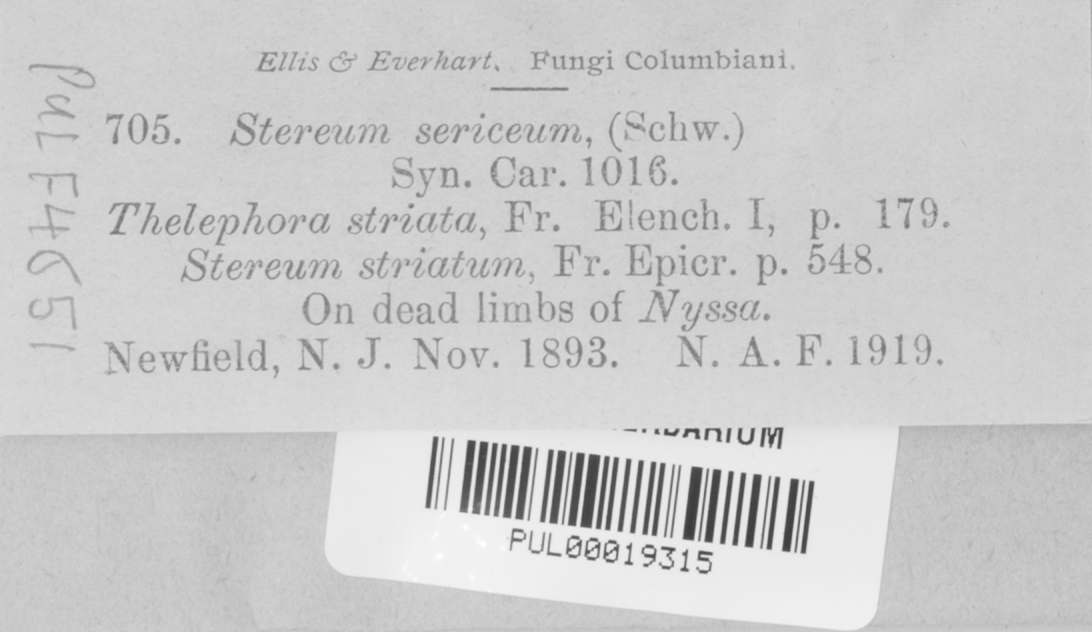 Ellis & Everhart. Fungi Columbiani.
705. Stereum sericeum, (Schw.)
Syn. Car. 1016.
Thelephora striata, Fr. Elench. I, p. 179.
Stereum striatum, Fr. Epicr. p. 548.
On dead limbs of Nyssa.
Newfield, N. J. Nov. 1893. N. A. F. 1919.
PUL F4651
PUL00019315